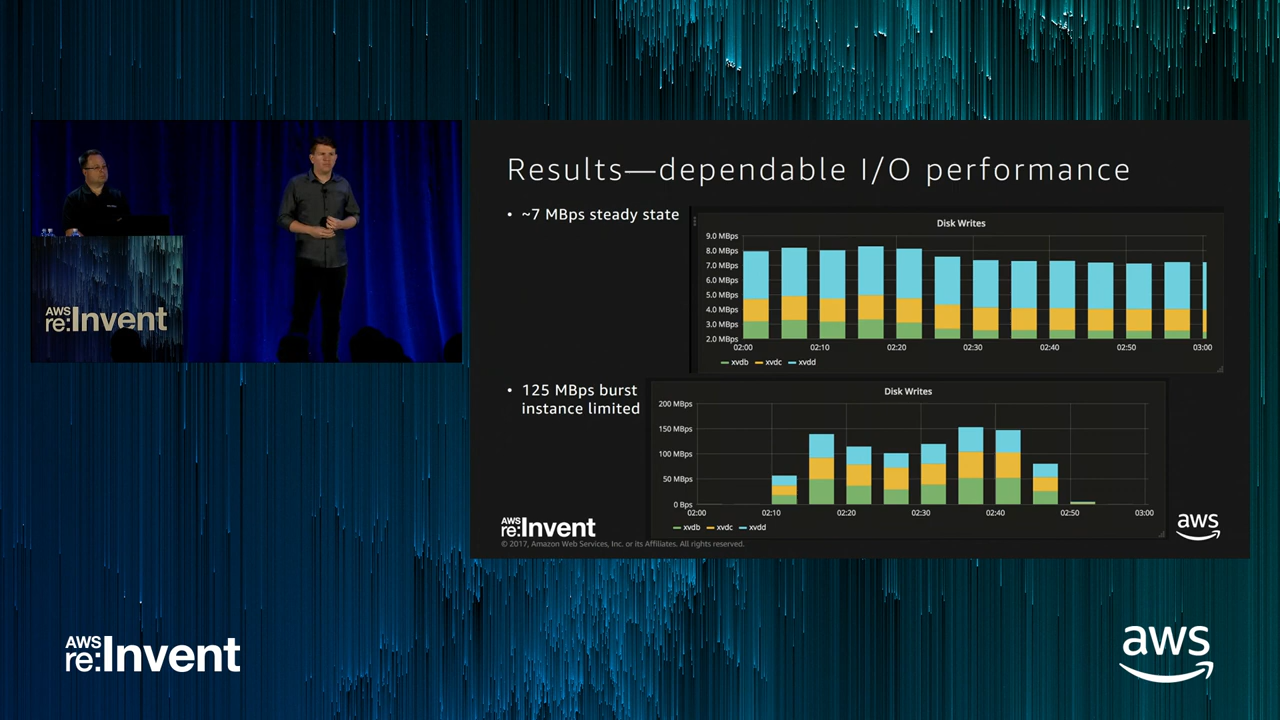 Results—dependable I/O performance
• ~7 MBps steady state
Disk Writes
9.0 MBps
8.0 MBps
7.0 MBps
6.0 MBps
5.0 MBps
4.0 MBps
3.0 MBps
2.0 MBps
02:00 02:10 02:20 02:30 02:40 02:50 03:00
xvdb xvdc xvdd
• 125 MBps burst
instance limited
Disk Writes
200 MBps
150 MBps
100 MBps
50 MBps
0 Bps
02:00 02:10 02:20 02:30 02:40 02:50 03:00
xvdb xvdc xvdd
AWS
re:Invent
© 2017, Amazon Web Services, Inc. or its Affiliates. All rights reserved.
aws
AWS
re:Invent
AWS
re:Invent
aws